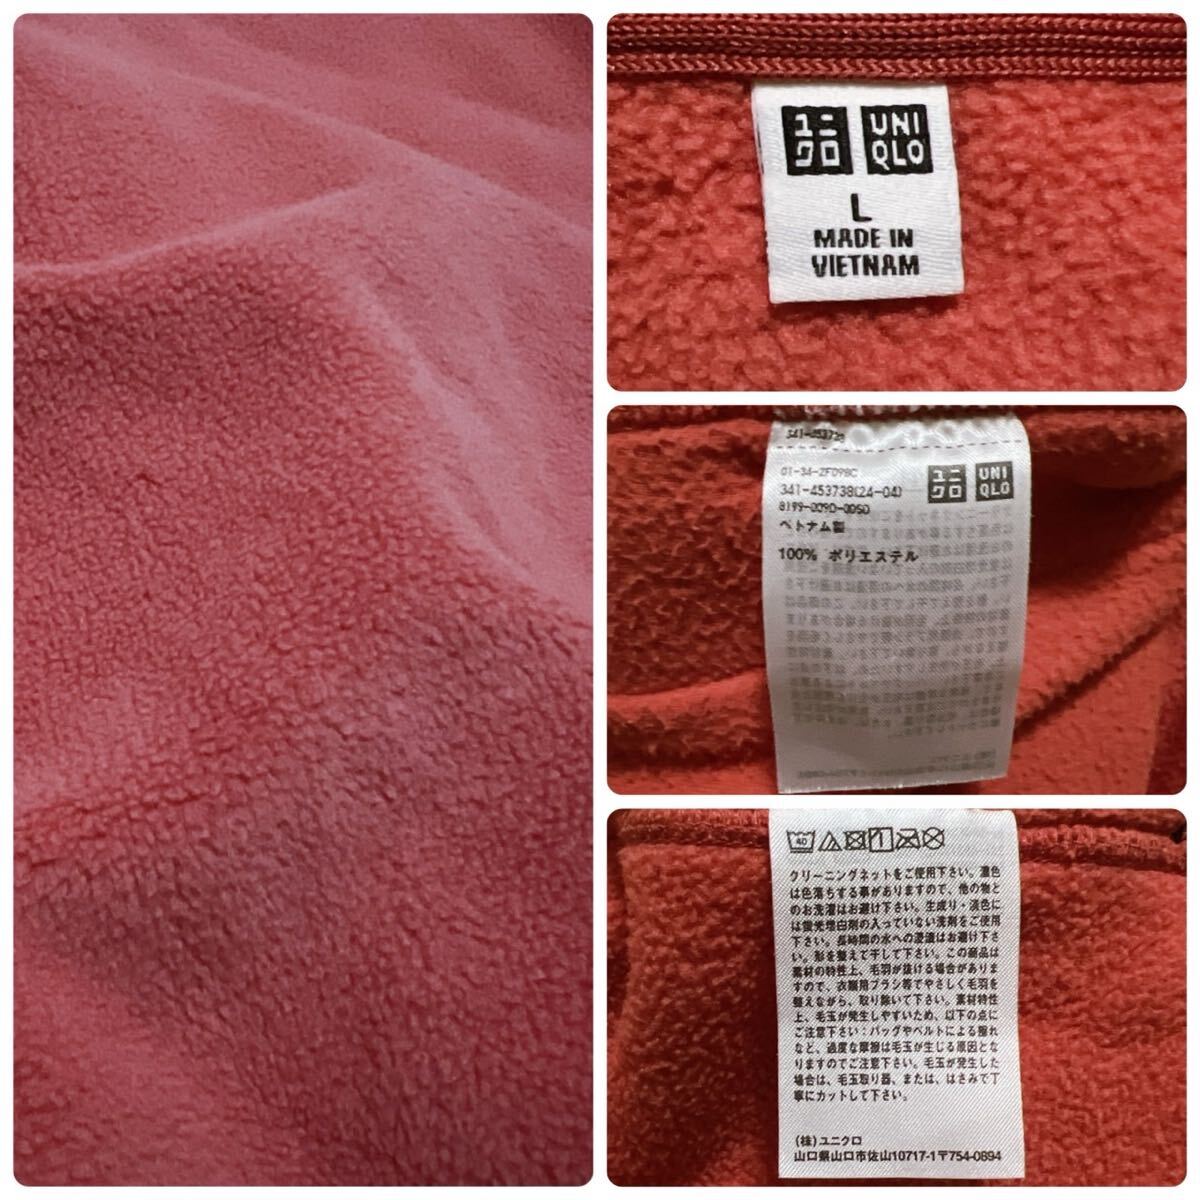 ユニ
クロ
UNI
QLO
L
MADE IN
VIETNAM
341-453738
01-34-ZF098C
341-453738(24-04)
8199-0090-0050
ベトナム製
100% ポリエステル
ユニ
クロ
UNI
QLO
40
クリーニングネットをご使用下さい。濃色
は色落ちする事がありますので、他の物と
のお洗濯はお避け下さい。生成り・淡色に
は蛍光増白剤の入っていない洗剤をご使用
下さい。長時間の水への浸漬はお避け下さ
い。形を整えて干して下さい。この商品は
素材の特性上、毛羽が抜ける場合がありま
すので、衣類用ブラシ等でやさしく毛羽を
整えながら、取り除いて下さい。素材特性
上、毛玉が発生しやすいため、以下の点に
ご注意下さい：バッグやベルトによる擦れ
など、過度な摩擦は毛玉が生じる原因とな
りますのでご注意下さい。毛玉が発生した
場合は、毛玉取り器、または、はさみで丁
寧にカットして下さい。
(株)ユニクロ
山口県山口市佐山10717-1〒754-0894